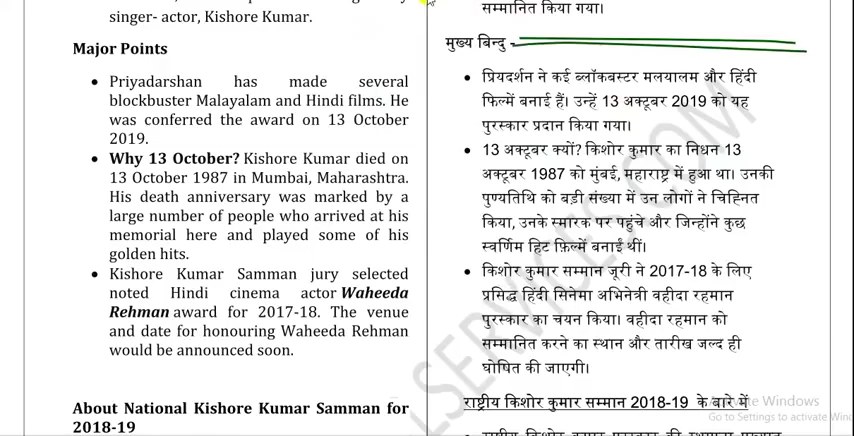 singer- actor, Kishore Kumar.
Major Points
• Priyadarshan has made several
blockbuster Malayalam and Hindi films. He
was conferred the award on 13 October
2019.
• Why 13 October? Kishore Kumar died on
13 October 1987 in Mumbai, Maharashtra.
His death anniversary was marked by a
large number of people who arrived at his
memorial here and played some of his
golden hits.
• Kishore Kumar Samman jury selected
noted Hindi cinema actor Waheeda
Rehman award for 2017-18. The venue
and date for honouring Waheeda Rehman
would be announced soon.
About National Kishore Kumar Samman for
2018-19
सम्मानित किया गया।
मुख्य बिन्दु -
• प्रियदर्शन ने कई ब्लॉकबस्टर मलयालम और हिंदी
फिल्में बनाई हैं। उन्हें 13 अक्टूबर 2019 को यह
पुरस्कार प्रदान किया गया।
• 13 अक्टूबर क्यों? किशोर कुमार का निधन 13
अक्टूबर 1987 को मुंबई, महाराष्ट्र में हुआ था। उनकी
पुण्यतिथि को बड़ी संख्या में उन लोगों ने चिह्नित
किया, उनके स्मारक पर पहुंचे और जिन्होंने कुछ
स्वर्णिम हिट फ़िल्में बनाईं थीं।
• किशोर कुमार सम्मान जूरी ने 2017-18 के लिए
प्रसिद्ध हिंदी सिनेमा अभिनेत्री वहीदा रहमान
पुरस्कार का चयन किया। वहीदा रहमान को
सम्मानित करने का स्थान और तारीख जल्द ही
घोषित की जाएगी।
राष्ट्रीय किशोर कुमार सम्मान 2018-19 के बारे में
Activate Windows
Go to Settings to activate Win
LSERVICES.COM